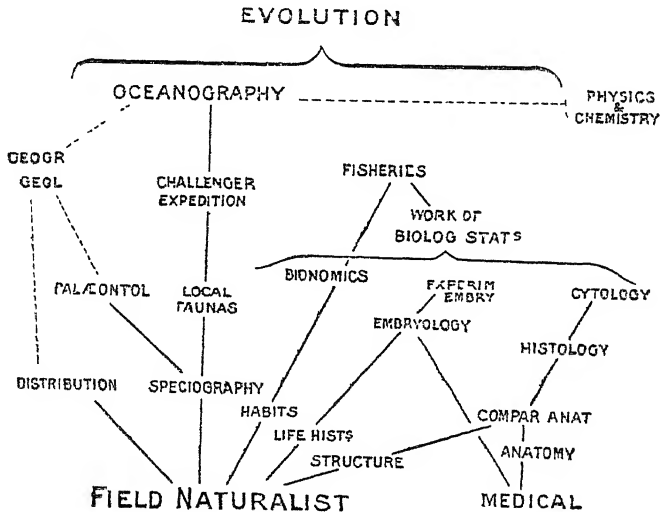 EVOLUTION
OCEANOGRAPHY
PHYSICS
&
CHEMISTRY
GEOGR
GEOL
CHALLENGER
EXPEDITION
FISHERIES
WORK OF
BIOLOG STATS
PALÆONTOL
LOCAL
FAUNAS
BIONOMICS
EXPERIM
EMBRY
CYTOLOGY
EMBRYOLOGY
HISTOLOGY
DISTRIBUTION
SPECIOGRAPHY
HABITS
COMPAR ANAT
LIFE HISTS
STRUCTURE
ANATOMY
FIELD NATURALIST
MEDICAL